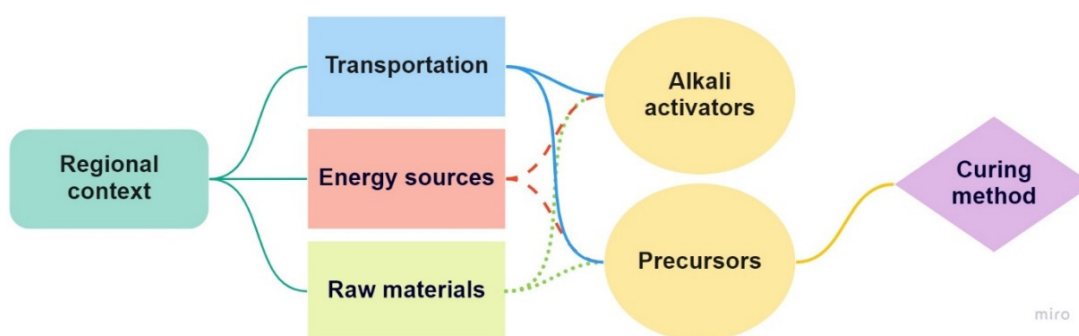 Regional
context
Transportation
Energy sources
Raw materials
Alkali
activators
Precursors
Curing
method
miro